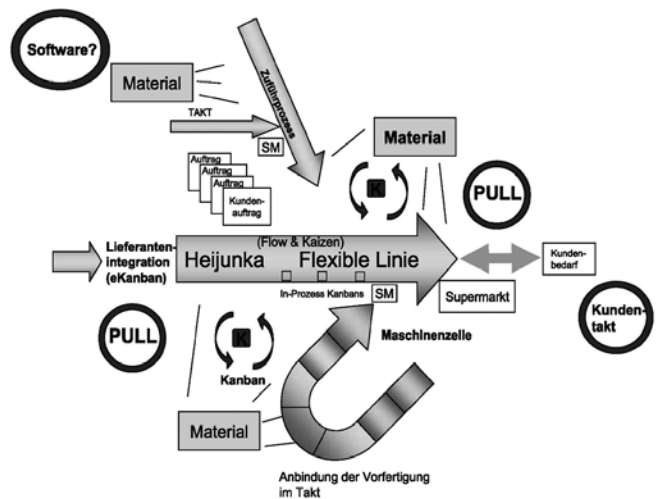 Software?
Material
Zuführprozess
TAKT
SM
Material
K
PULL
Auftrag
Auftrag
Auftrag
Kunden-
auftrag
Lieferanten-
integration
(eKanban)
(Flow & Kaizen)
Heijunka Flexible Linie
In-Prozess Kanbans
SM
Kunden-
bedarf
Supermarkt
Kunden-
takt
PULL
K
Kanban
Maschinenzelle
Material
Anbindung der Vorfertigung
im Takt